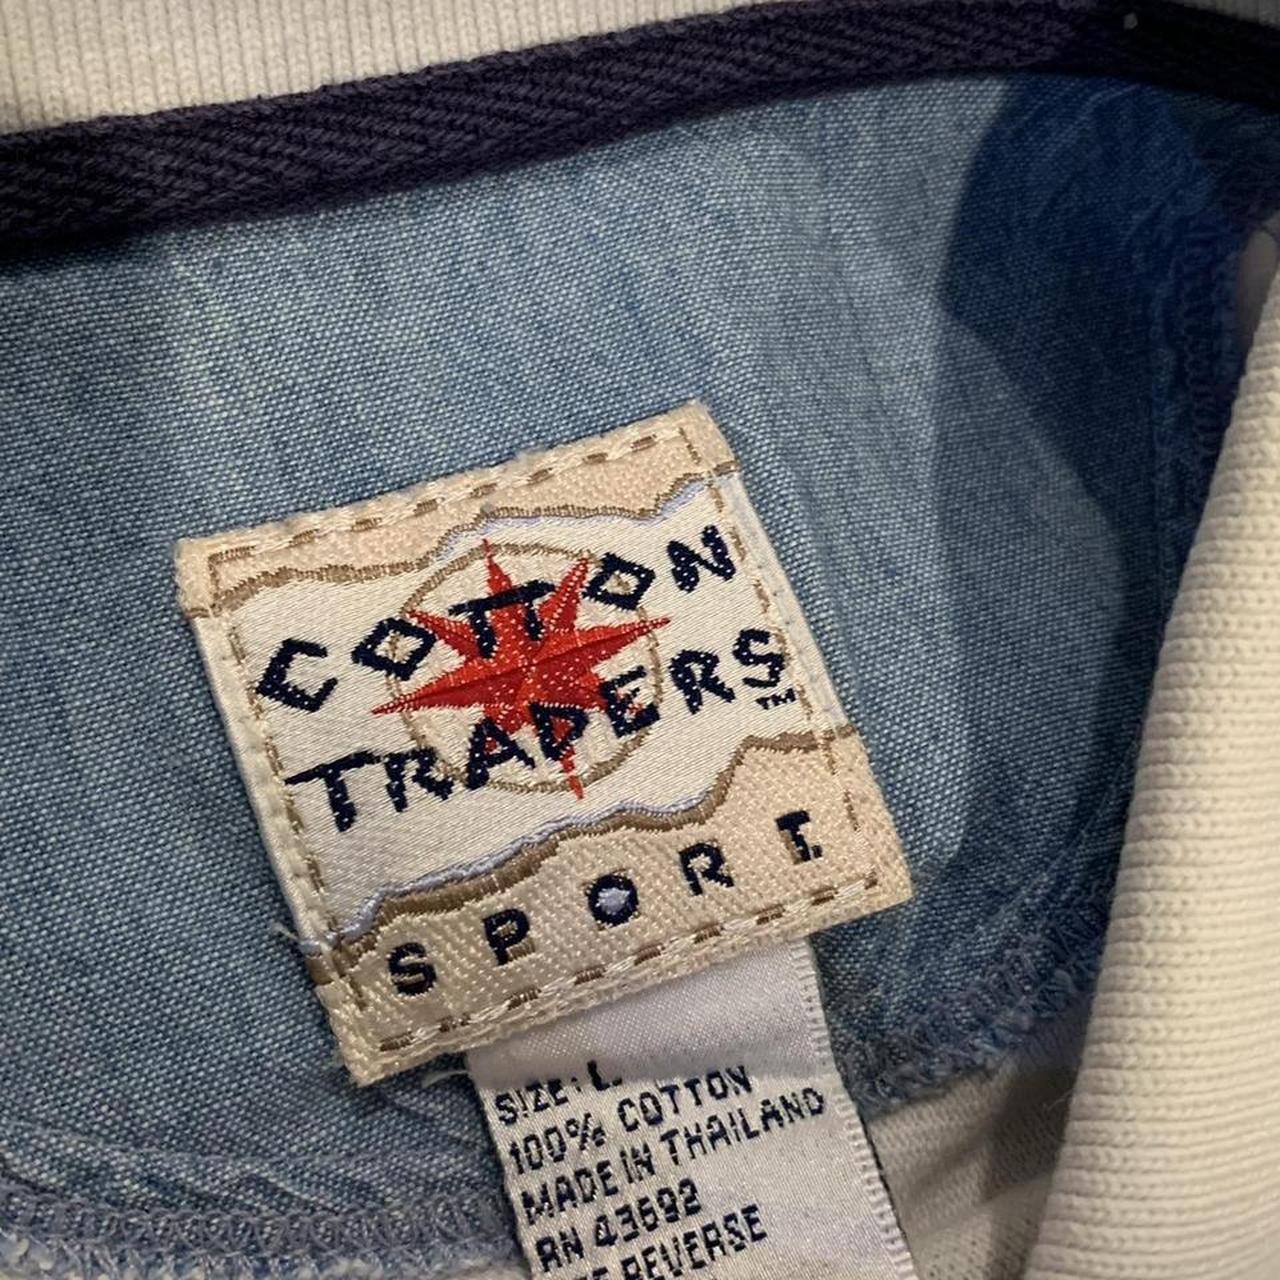 COTTON
TRADERS™
SPORT
SIZE: L
100% COTTON
MADE IN THAILAND
RN 43692
REVERSE